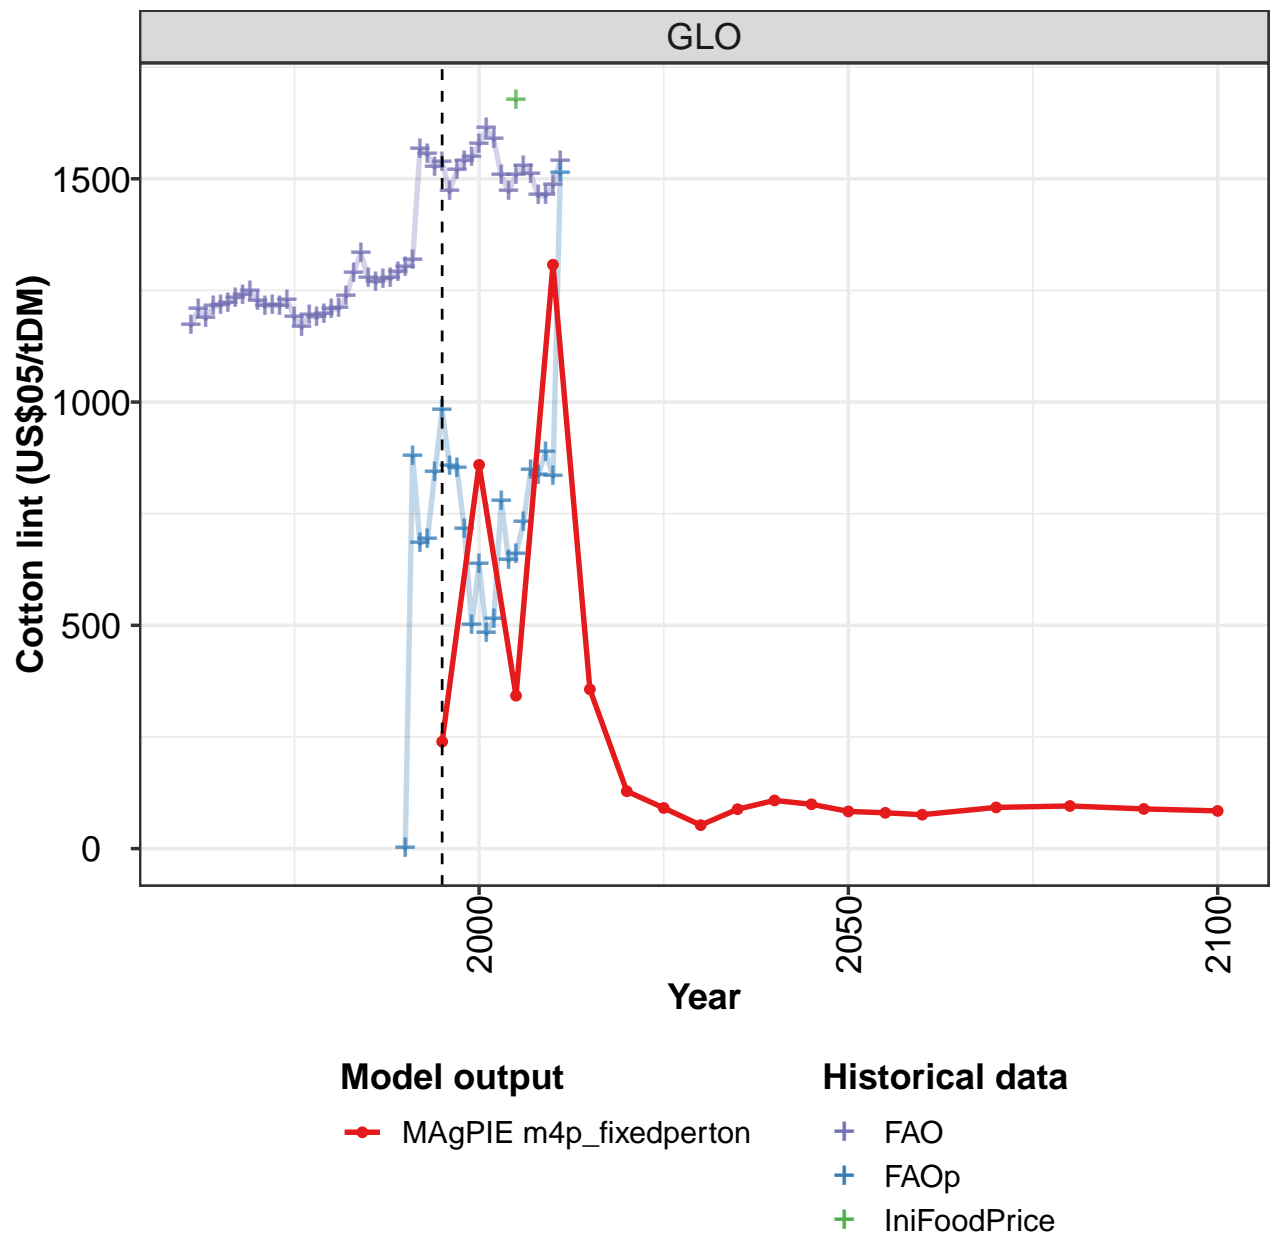 GLO
Cotton lint (US$05/tDM)
1500
1000
500
0
2000
2050
2100
Year
Model output
MAgPIE m4p_fixedperton
Historical data
FAO
FAOp
IniFoodPrice